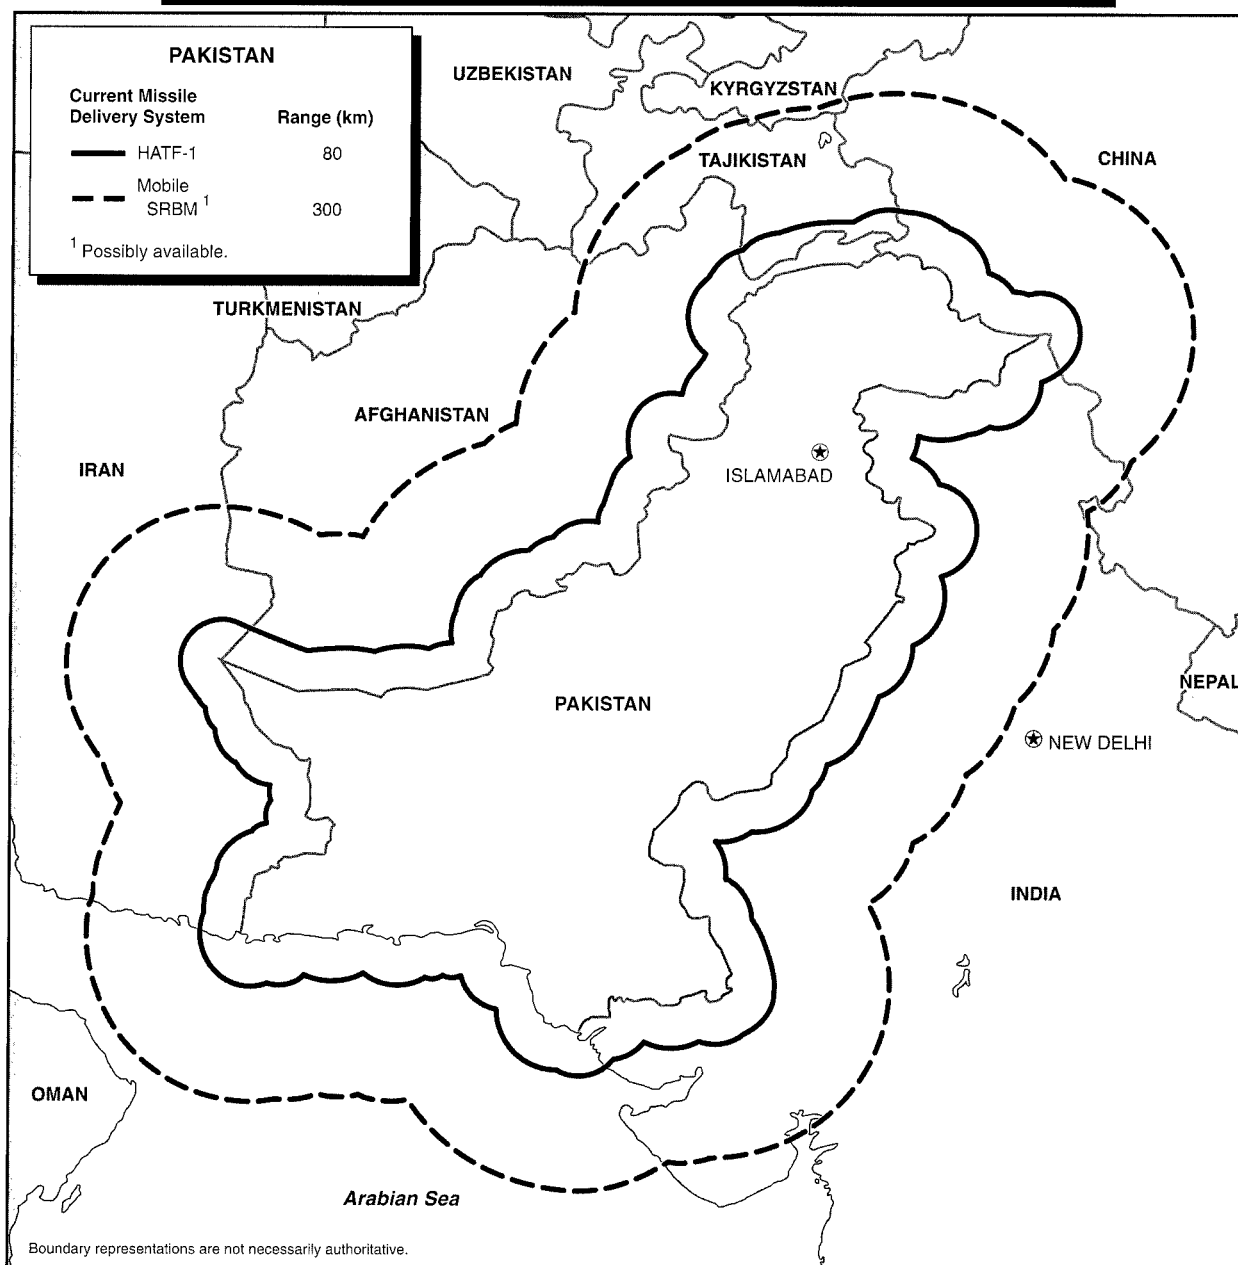 PAKISTAN
Current Missile
Delivery System Range (km)
HATF-1 80
Mobile
SRBM 1 300
1 Possibly available.
UZBEKISTAN
KYRGYZSTAN
TAJIKISTAN
CHINA
TURKMENISTAN
AFGHANISTAN
IRAN
ISLAMABAD
PAKISTAN
NEPAL
NEW DELHI
INDIA
OMAN
Arabian Sea
Boundary representations are not necessarily authoritative.